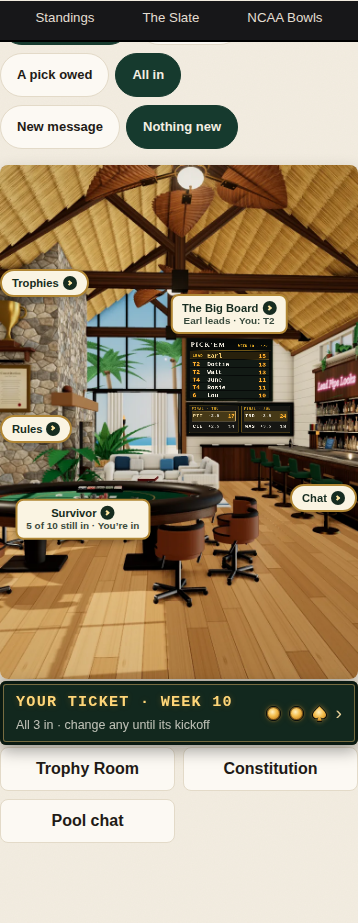 Standings The Slate NCAA Bowls
A pick owed All in
New message Nothing new
Trophies
The Big Board
Earl leads · You: T2
PICK'EM
Earl 15
T2 Dottie 13
T2 Walt 13
T4 June 11
T4 Rosie 11
6 Lou 10
Rules
Chat
Survivor
5 of 10 still in · You're in
YOUR TICKET · WEEK 10
All 3 in · change any until its kickoff
Trophy Room Constitution
Pool chat